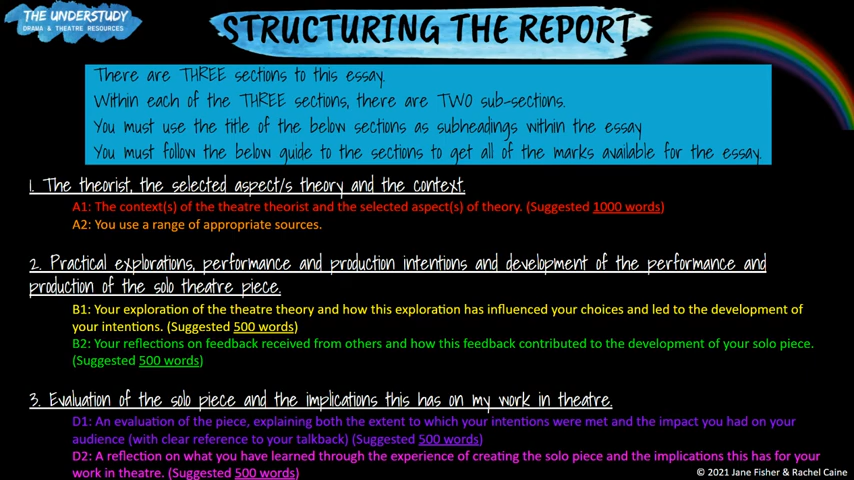 THE UNDERSTUDY
DRAMA & THEATRE RESOURCES
STRUCTURING THE REPORT
There are THREE sections to this essay.
Within each of the THREE sections, there are TWO sub-sections.
You must use the title of the below sections as subheadings within the essay
You must follow the below guide to the sections to get all of the marks available for the essay.
1. The theorist, the selected aspect/s theory and the context.
A1: The context(s) of the theatre theorist and the selected aspect(s) of theory. (Suggested 1000 words)
A2: You use a range of appropriate sources.
2. Practical explorations, performance and production intentions and development of the performance and
production of the solo theatre piece.
B1: Your exploration of the theatre theory and how this exploration has influenced your choices and led to the development of
your intentions. (Suggested 500 words)
B2: Your reflections on feedback received from others and how this feedback contributed to the development of your solo piece.
(Suggested 500 words)
3. Evaluation of the solo piece and the implications this has on my work in theatre.
D1: An evaluation of the piece, explaining both the extent to which your intentions were met and the impact you had on your
audience (with clear reference to your talkback) (Suggested 500 words)
D2: A reflection on what you have learned through the experience of creating the solo piece and the implications this has for your
work in theatre. (Suggested 500 words)
© 2021 Jane Fisher & Rachel Caine